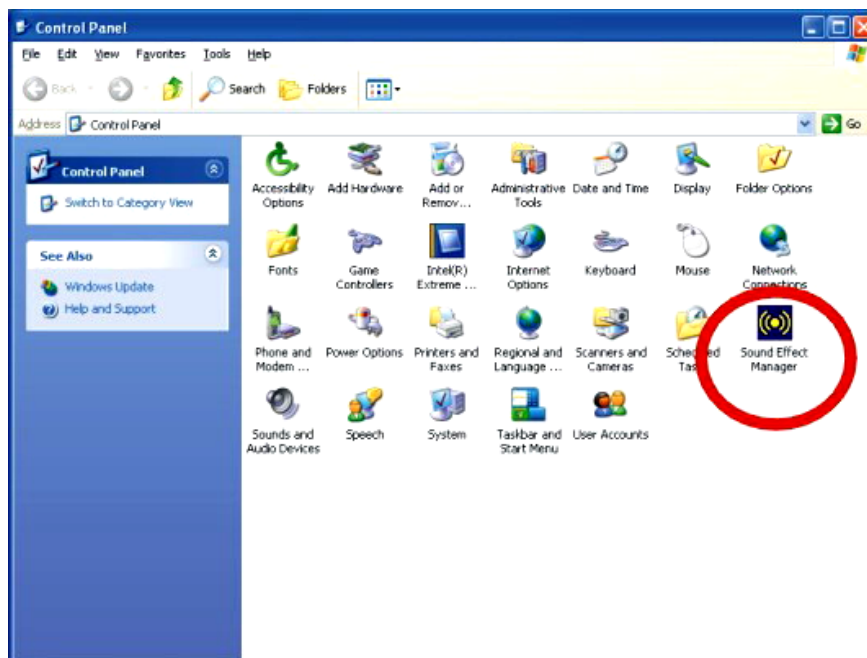 Control Panel
File Edit View Favorites Tools Help
Back Search Folders
Address Control Panel Go
Control Panel
Switch to Category View
See Also
Windows Update
Help and Support
Accessibility Options
Add Hardware
Add or Remov...
Administrative Tools
Date and Time
Display
Folder Options
Fonts
Game Controllers
Intel(R) Extreme ...
Internet Options
Keyboard
Mouse
Network Connections
Phone and Modem ...
Power Options
Printers and Faxes
Regional and Language ...
Scanners and Cameras
Scheduled Tas
Sound Effect Manager
Sounds and Audio Devices
Speech
System
Taskbar and Start Menu
User Accounts